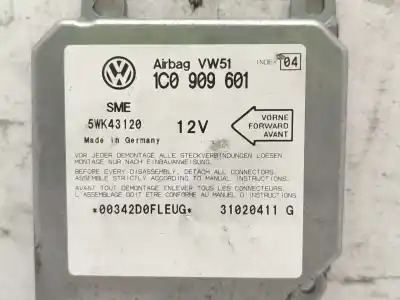 Airbag VW51 INDEX 04
1C0 909 601
SME
5WK43120
Made in Germany
12V
VORNE
FORWARD
AVANT
VOR JEDER DEMONTAGE ALLE STECKVERBINDUNGEN LOESEN
MONTAGE NUR NACH EINBAUANWEISUNG.
BEFORE EVERY DISASSEMBLY, DETACH ALL CONNECTORS
ASSEMBLE STRICTLY ACCORDING TO MANUAL INSTRUCTIONS.
AVANT TOUT DEMONTAGE ENLEVER TOUS LES CONNECTEURS.
L'ASSEMBLAGE DOIT ETRE CONFORME AU MANUEL D'INSTRUCTIONS
*00342D0FLEUG* 31020411 G